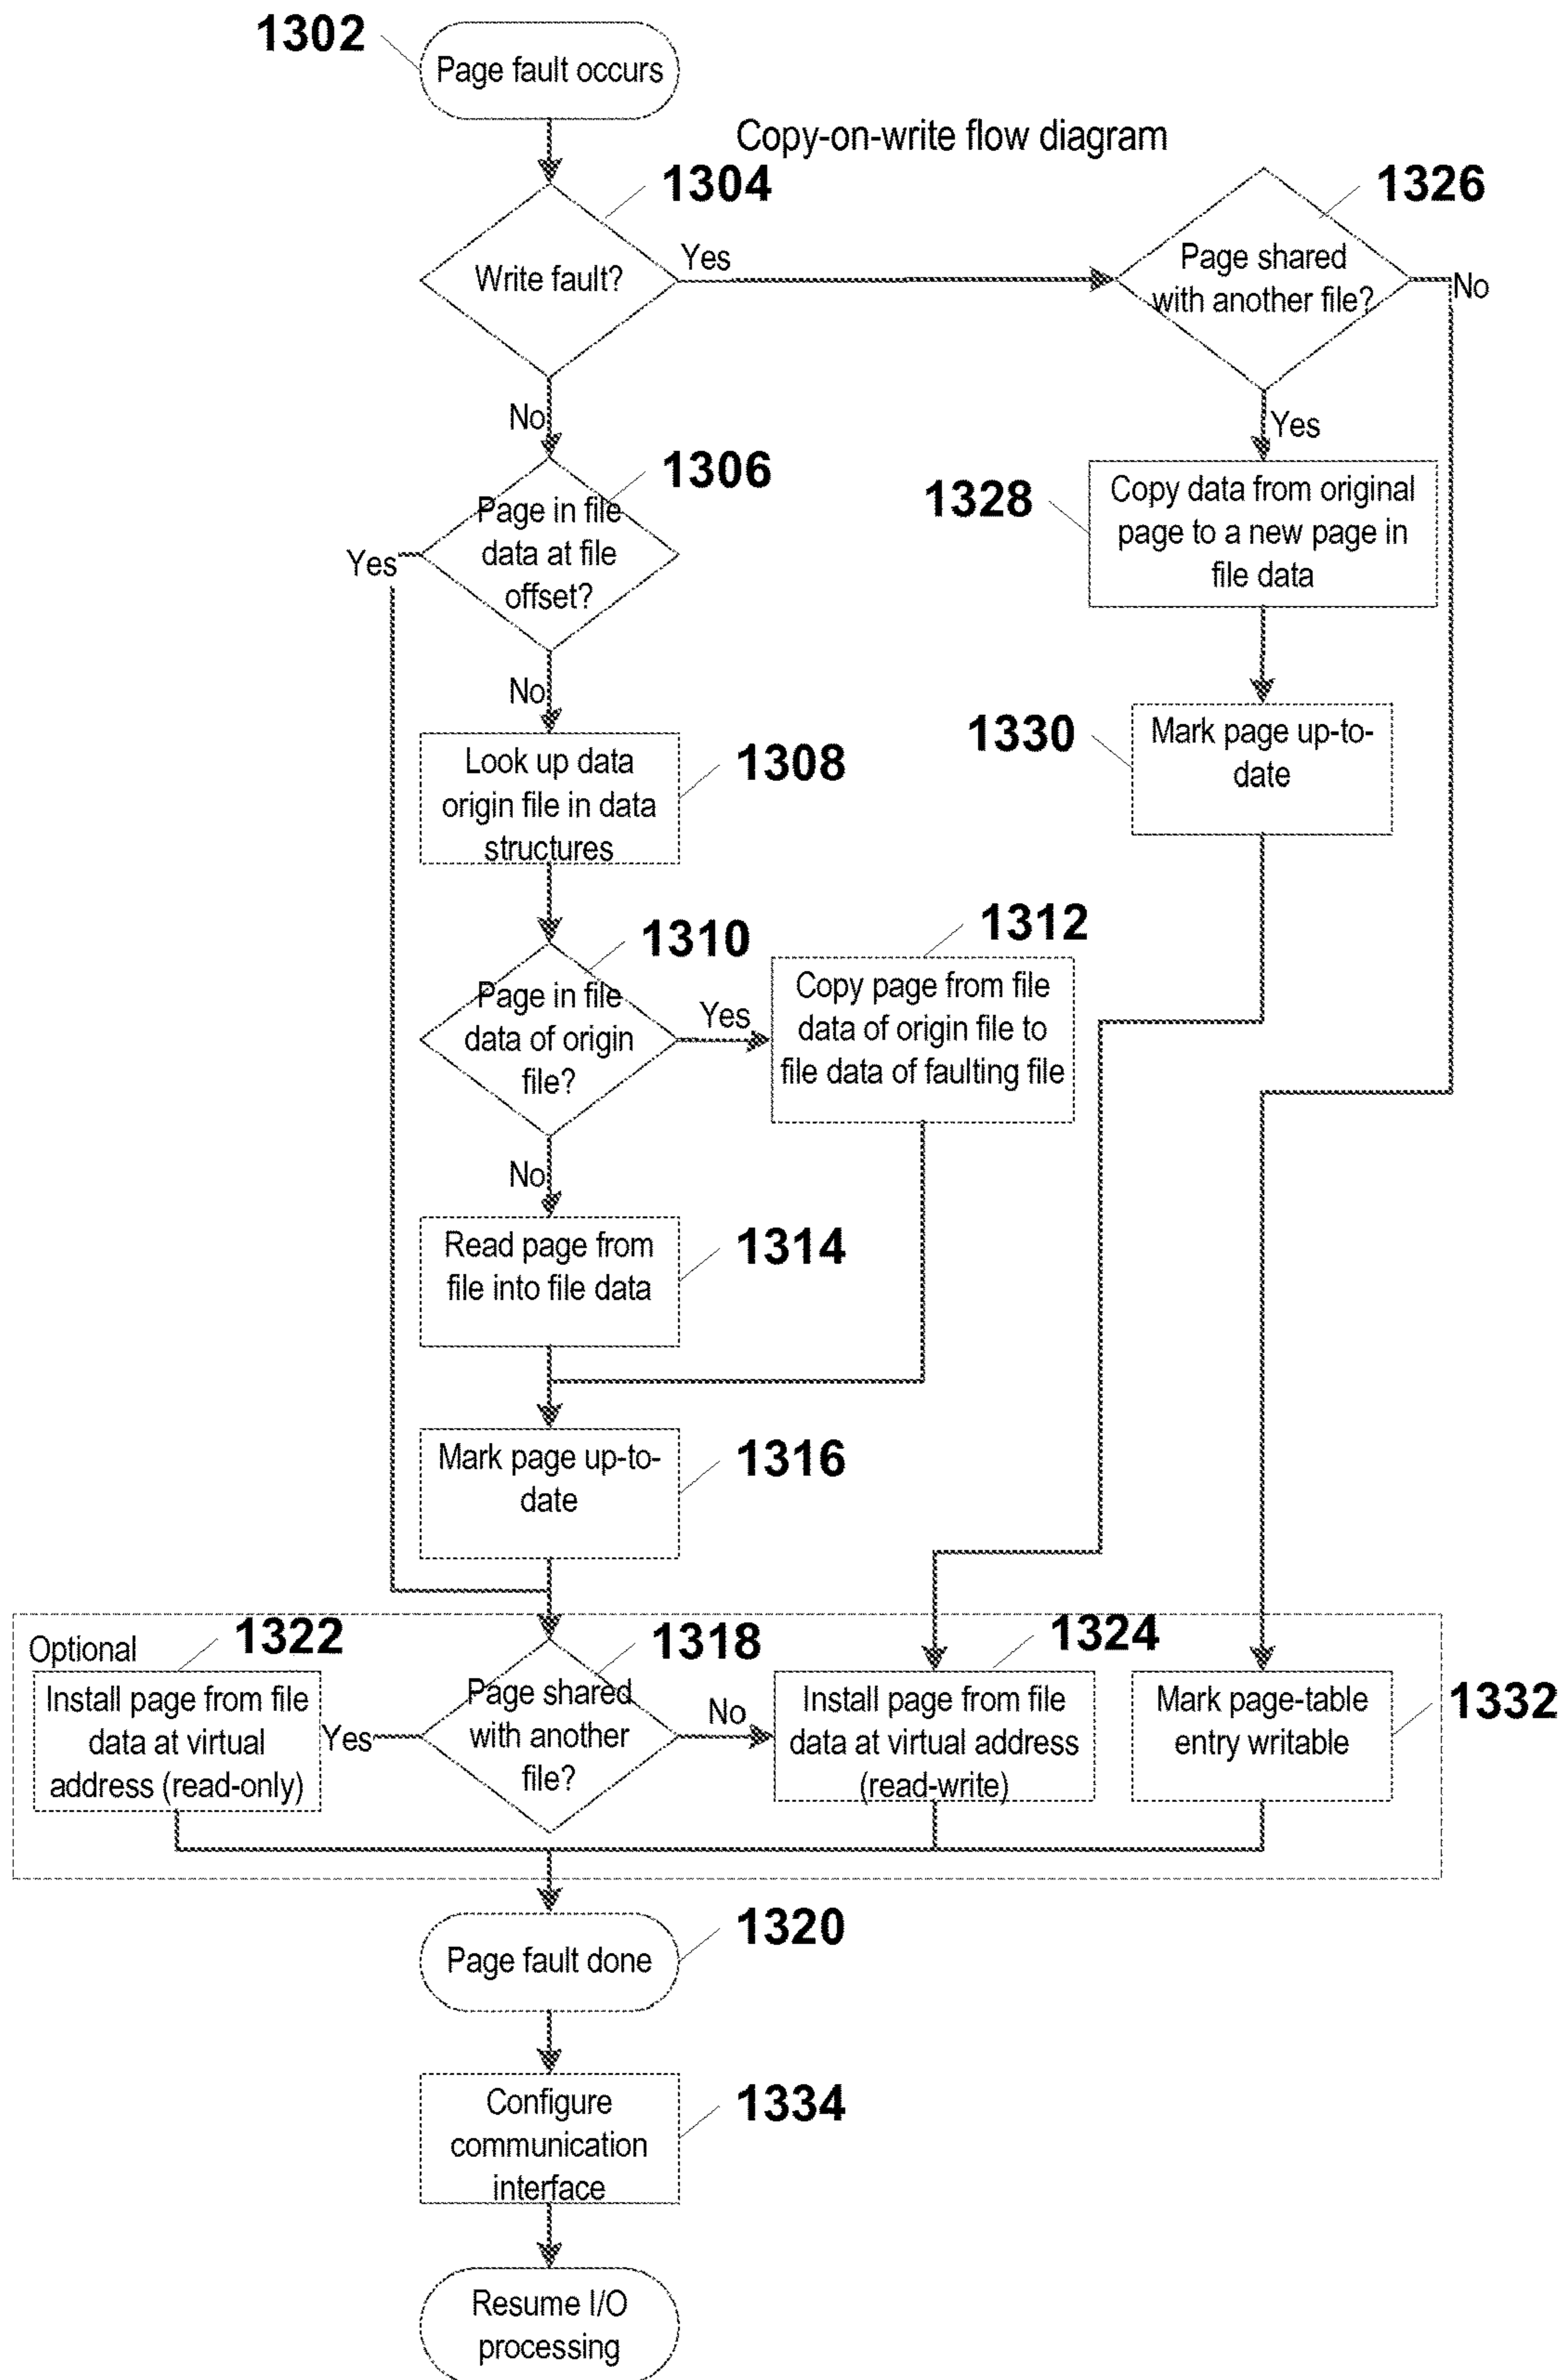 1302
Page fault occurs
Copy-on-write flow diagram
1304
1326
Write fault?
Yes
Page shared
with another file?
No
No
Yes
1306
Page in file
data at file
offset?
Yes
1328
Copy data from original
page to a new page in
file data
No
1308
Look up data
origin file in data
structures
1330
Mark page up-to-
date
1310
Page in file
data of origin
file?
Yes
1312
Copy page from file
data of origin file to
file data of faulting file
No
1314
Read page from
file into file data
1316
Mark page up-to-
date
Optional
1322
Install page from file
data at virtual
address (read-only)
Yes
1318
Page shared
with another
file?
No
1324
Install page from file
data at virtual address
(read-write)
Mark page-table
entry writable
1332
1320
Page fault done
1334
Configure
communication
interface
Resume I/O
processing